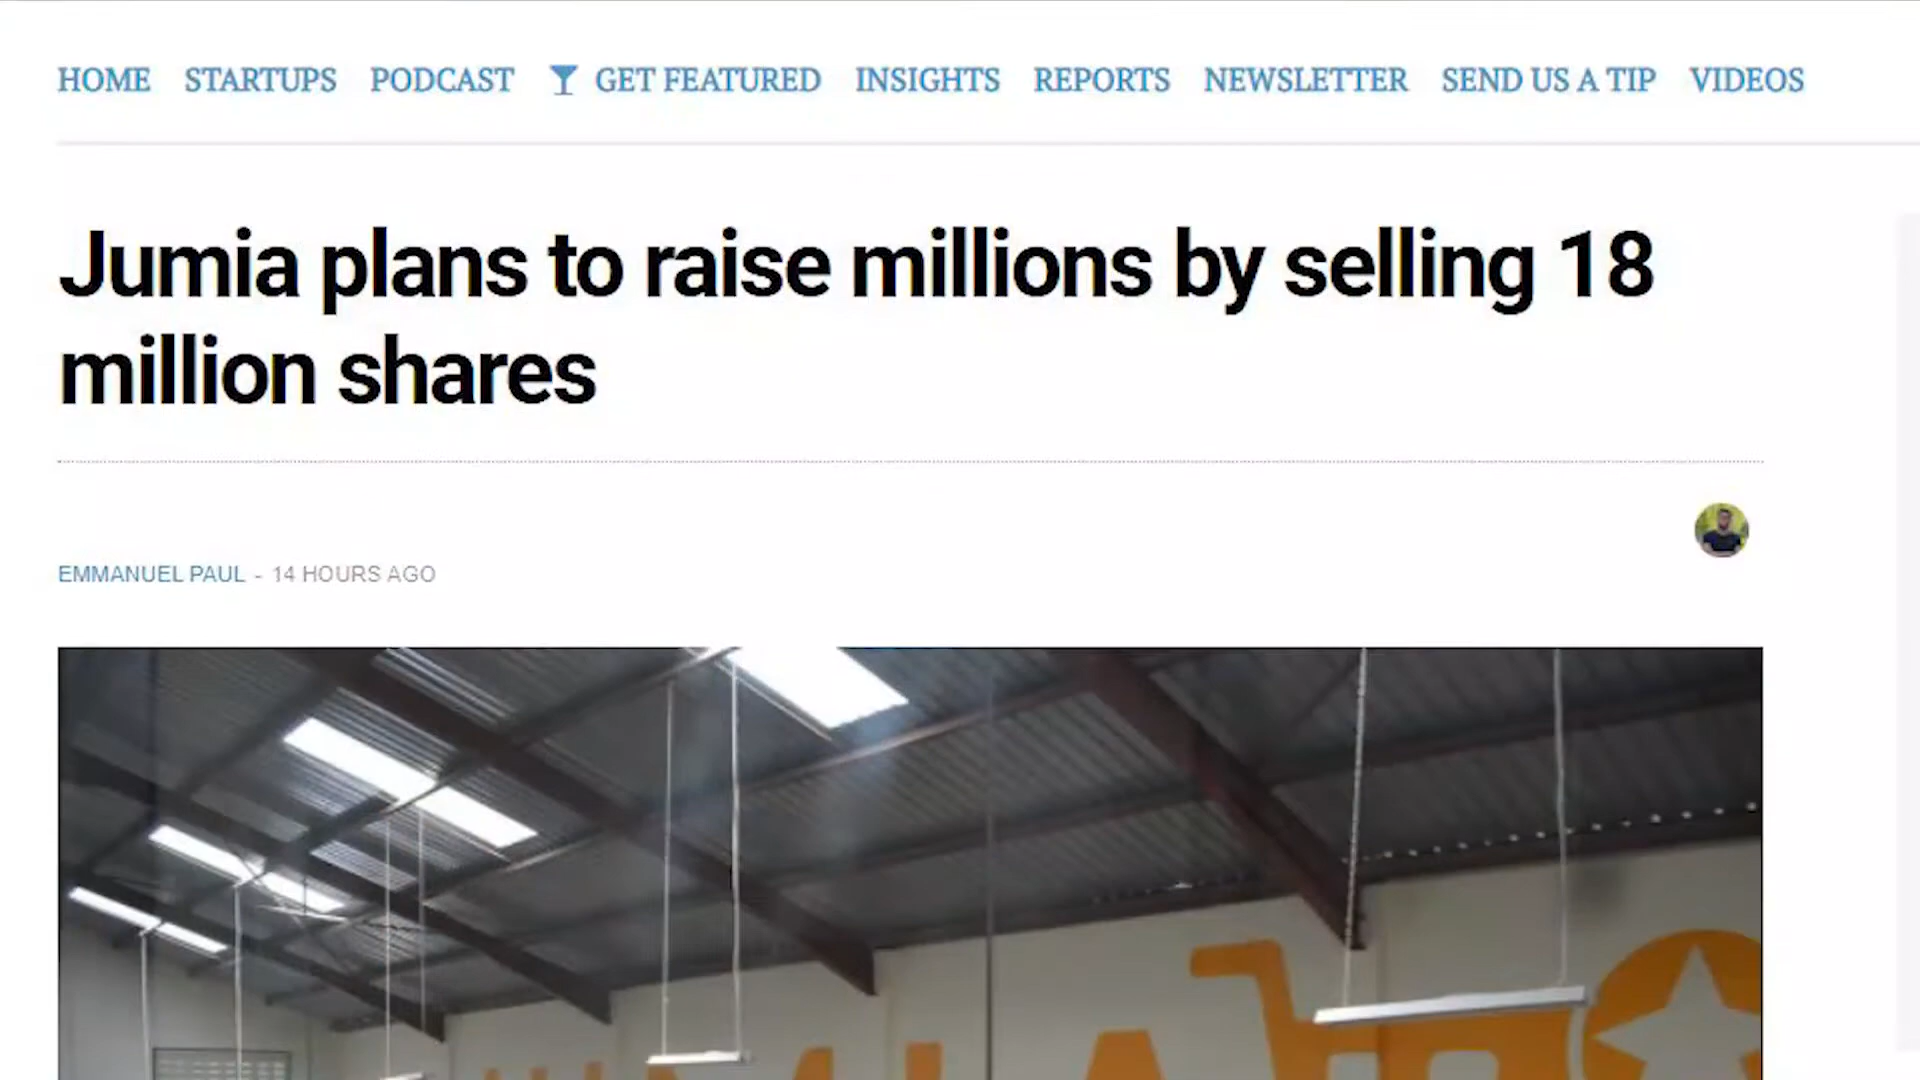 HOME STARTUPS PODCAST GET FEATURED INSIGHTS REPORTS NEWSLETTER SEND US A TIP VIDEOS
Jumia plans to raise millions by selling 18
million shares
EMMANUEL PAUL - 14 HOURS AGO